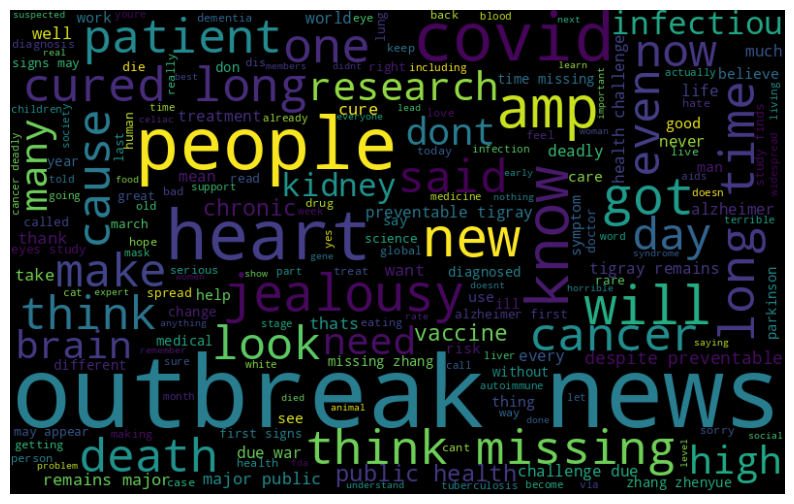 suspected youre work dementia world eye lung back blood next infectiou
diagnosis patient one covid now
real well die really don dis keep including much
signs may members didnt right time missing actually believe
cured long research amp even time
children best cure important life
many cause time already treatment celiac everyone lead love learn hate
society last human people dont feel woman good health challenge living
told year mean read today infection deadly never live study finds widespread
cancer deadly going food bad support kidney said early care man aids
great drug medicine nothing doesn
called old march week chronic preventable tigray got alzheimer
thank hope mask yes science say symptom doctor word terrible
eyes study heart global new know day syndrome
take make serious gene show part treat women doesnt diagnosed horrible rare tigray remains
cat expert spread help jealousy want use ill will long parkinson
think change rate alzheimer first
brain anything stage thats eating vaccine cancer saying
medical look need risk liver every despite preventable
different remember sure white missing zhang call autoimmune without
outbreak news
month died animal thing let
may appear making see way done sorry
getting death first signs think missing high
person due war cant level social
problem health fda public health challenge due
remains major case major public understand tuberculosis become via zhang zhenyue